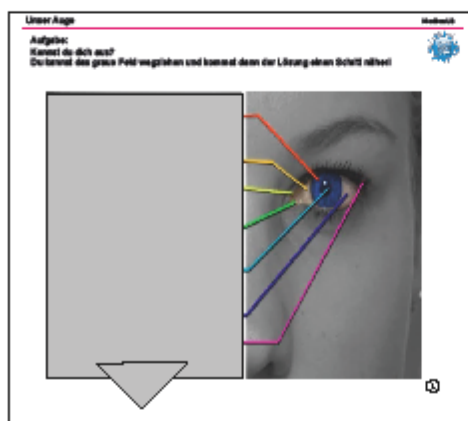 Unser Auge
Aufgabe:
Kennst du dich aus?
Du kannst das graue Feld wegziehen und kommst dann der Lösung einen Schritt näher!